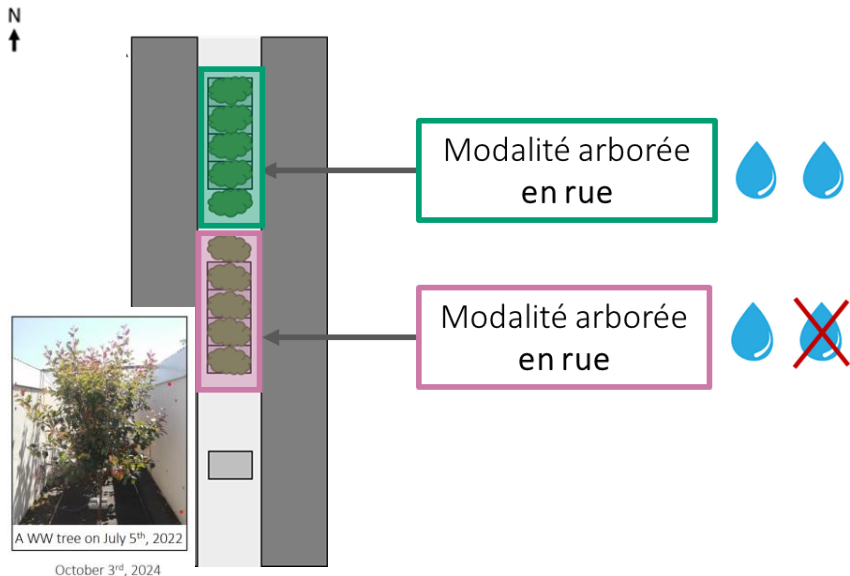 N
Modalité arborée
en rue
Modalité arborée
en rue
A WW tree on July 5th, 2022
October 3rd, 2024